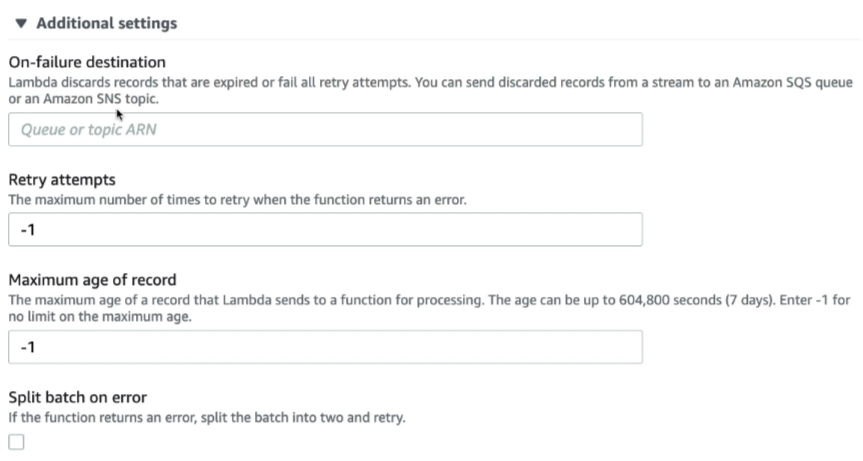 Additional settings
On-failure destination
Lambda discards records that are expired or fail all retry attempts. You can send discarded records from a stream to an Amazon SQS queue
or an Amazon SNS topic.
Queue or topic ARN
Retry attempts
The maximum number of times to retry when the function returns an error.
-1
Maximum age of record
The maximum age of a record that Lambda sends to a function for processing. The age can be up to 604,800 seconds (7 days). Enter -1 for
no limit on the maximum age.
-1
Split batch on error
If the function returns an error, split the batch into two and retry.